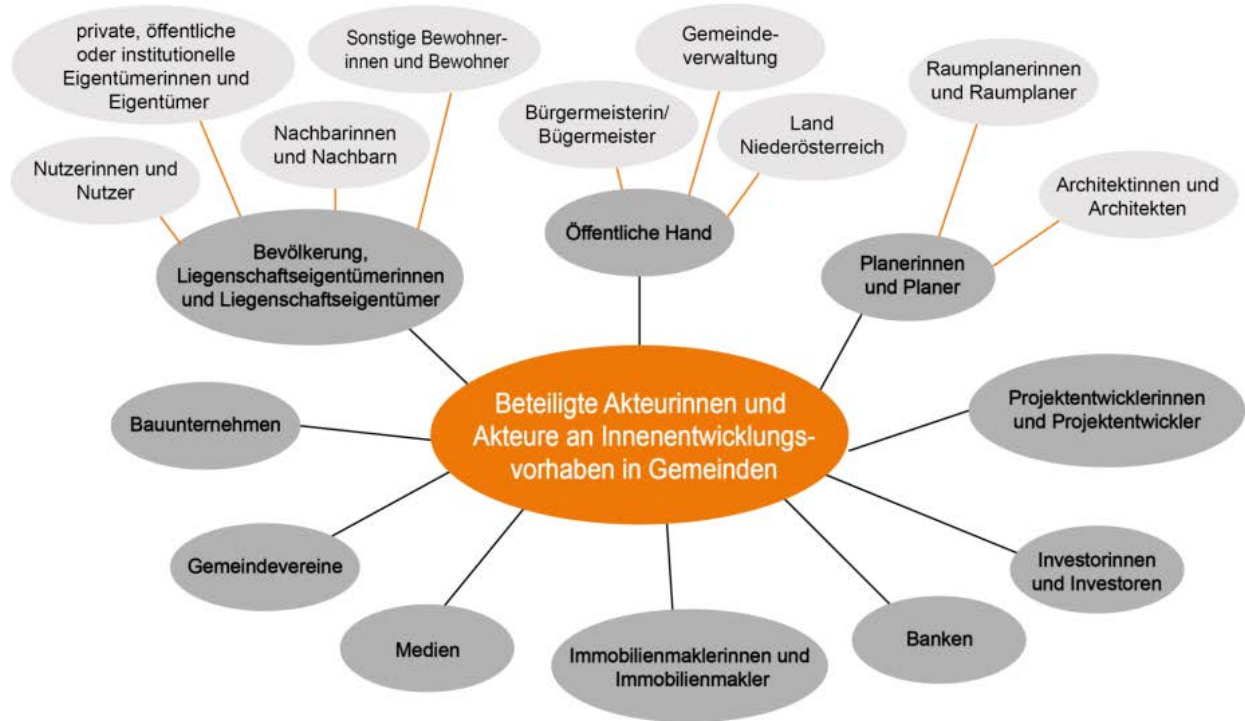 private, öffentliche
oder institutionelle
Eigentümerinnen und
Eigentümer
Sonstige Bewohner-
innen und Bewohner
Gemeinde-
verwaltung
Raumplanerinnen
und Raumplaner
Nutzerinnen und
Nutzer
Nachbarinnen
und Nachbarn
Bürgermeisterin/
Bügermeister
Land
Niederösterreich
Architektinnen und
Architekten
Bevölkerung,
Liegenschaftseigentümerinnen
und Liegenschaftseigentümer
Öffentliche Hand
Planerinnen
und Planer
Beteiligte Akteurinnen und
Akteure an Innenentwicklungs-
vorhaben in Gemeinden
Bauunternehmen
Projektentwicklerinnen
und Projektentwickler
Gemeindevereine
Investorinnen
und Investoren
Medien
Immobilienmaklerinnen und
Immobilienmakler
Banken